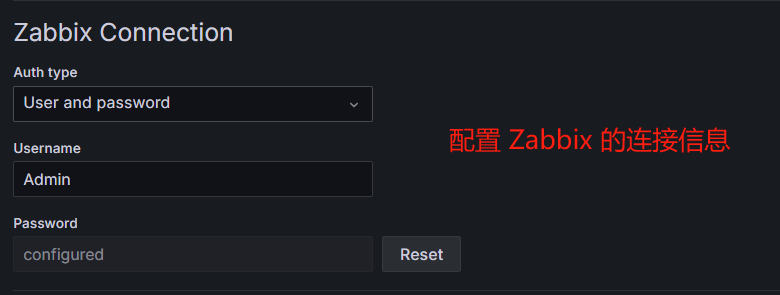 Zabbix Connection
Auth type
User and password
Username
配置 Zabbix 的连接信息
Admin
Password
configured
Reset